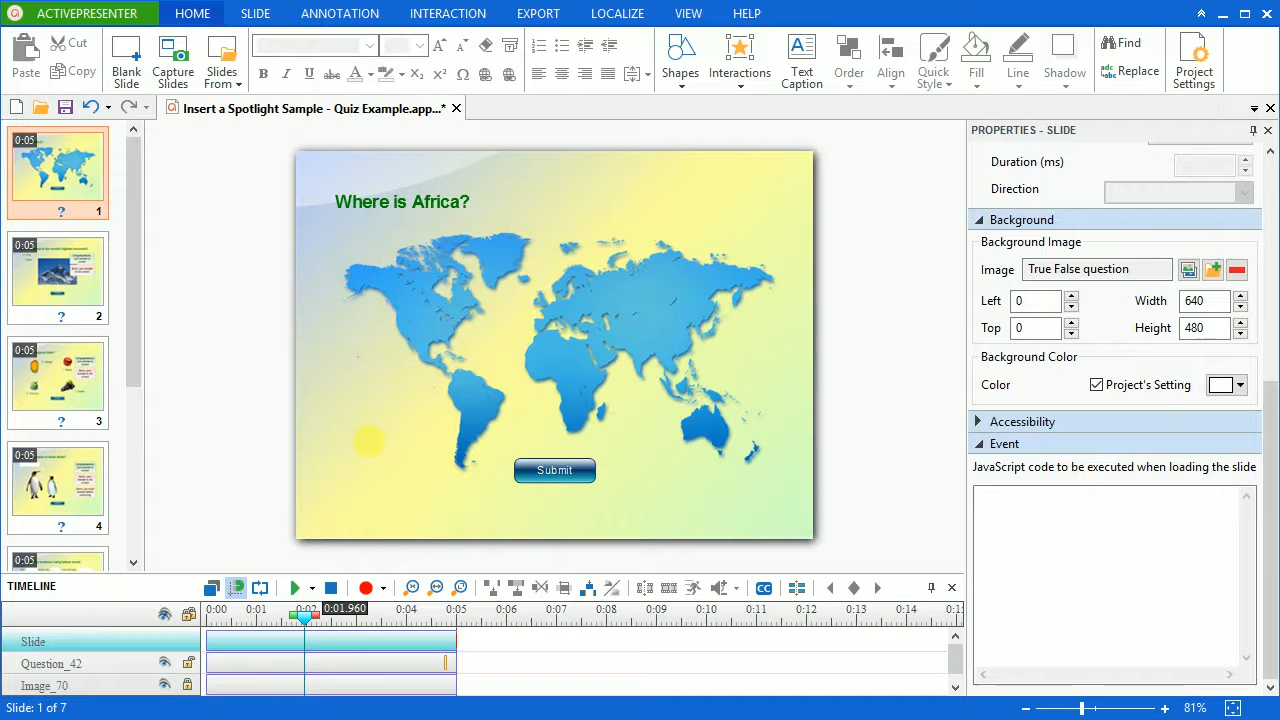 ACTIVEPRESENTER HOME SLIDE ANNOTATION INTERACTION EXPORT LOCALIZE VIEW HELP
Paste
Cut
Copy
Blank Slide
Capture Slides
Slides From
Shapes
Interactions
Text Caption
Order
Align
Quick Style
Fill
Line
Shadow
Find
Replace
Project Settings
Insert a Spotlight Sample - Quiz Example.app...*
0:05
1
0:05
2
0:05
3
0:05
4
0:05
Where is Africa?
Submit
PROPERTIES - SLIDE
Duration (ms)
Direction
Background
Background Image
Image True False question
Left 0 Width 640
Top 0 Height 480
Background Color
Color Project's Setting
Accessibility
Event
JavaScript code to be executed when loading the slide
TIMELINE
0:00 0:01 0:02 0:01.960 0:04 0:05 0:06 0:07 0:08 0:09 0:10 0:11 0:12 0:13 0:14
Slide
Question_42
Image_70
Slide: 1 of 7
81%